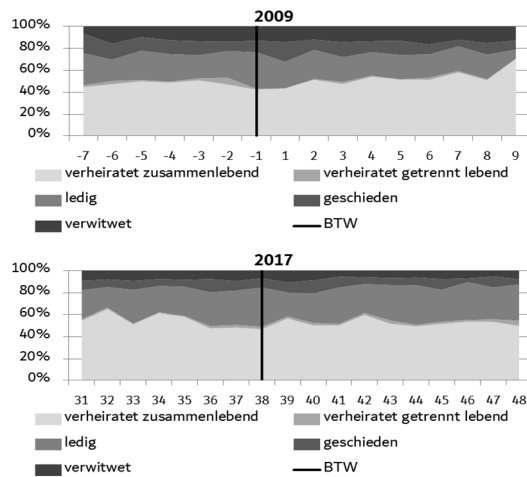 2009
100%
80%
60%
40%
20%
0%
-7 -6 -5 -4 -3 -2 -1 1 2 3 4 5 6 7 8 9
verheiratet zusammenlebend verheiratet getrennt lebend
ledig geschieden
verwitwet BTW
2017
100%
80%
60%
40%
20%
0%
31 32 33 34 35 36 37 38 39 40 41 42 43 44 45 46 47 48
verheiratet zusammenlebend verheiratet getrennt lebend
ledig geschieden
verwitwet BTW